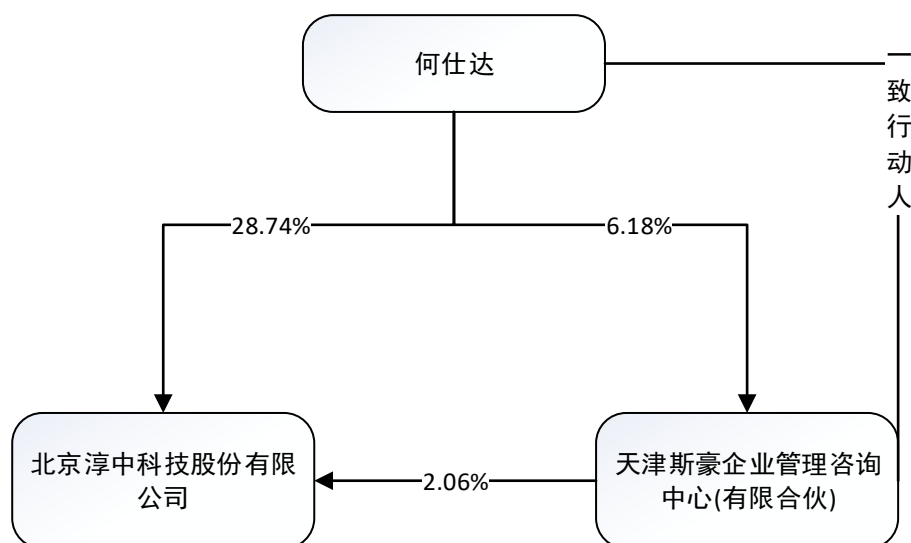 何仕达
一致行动人
28.74%
6.18%
北京淳中科技股份有限
公司
2.06%
天津斯豪企业管理咨询
中心(有限合伙)